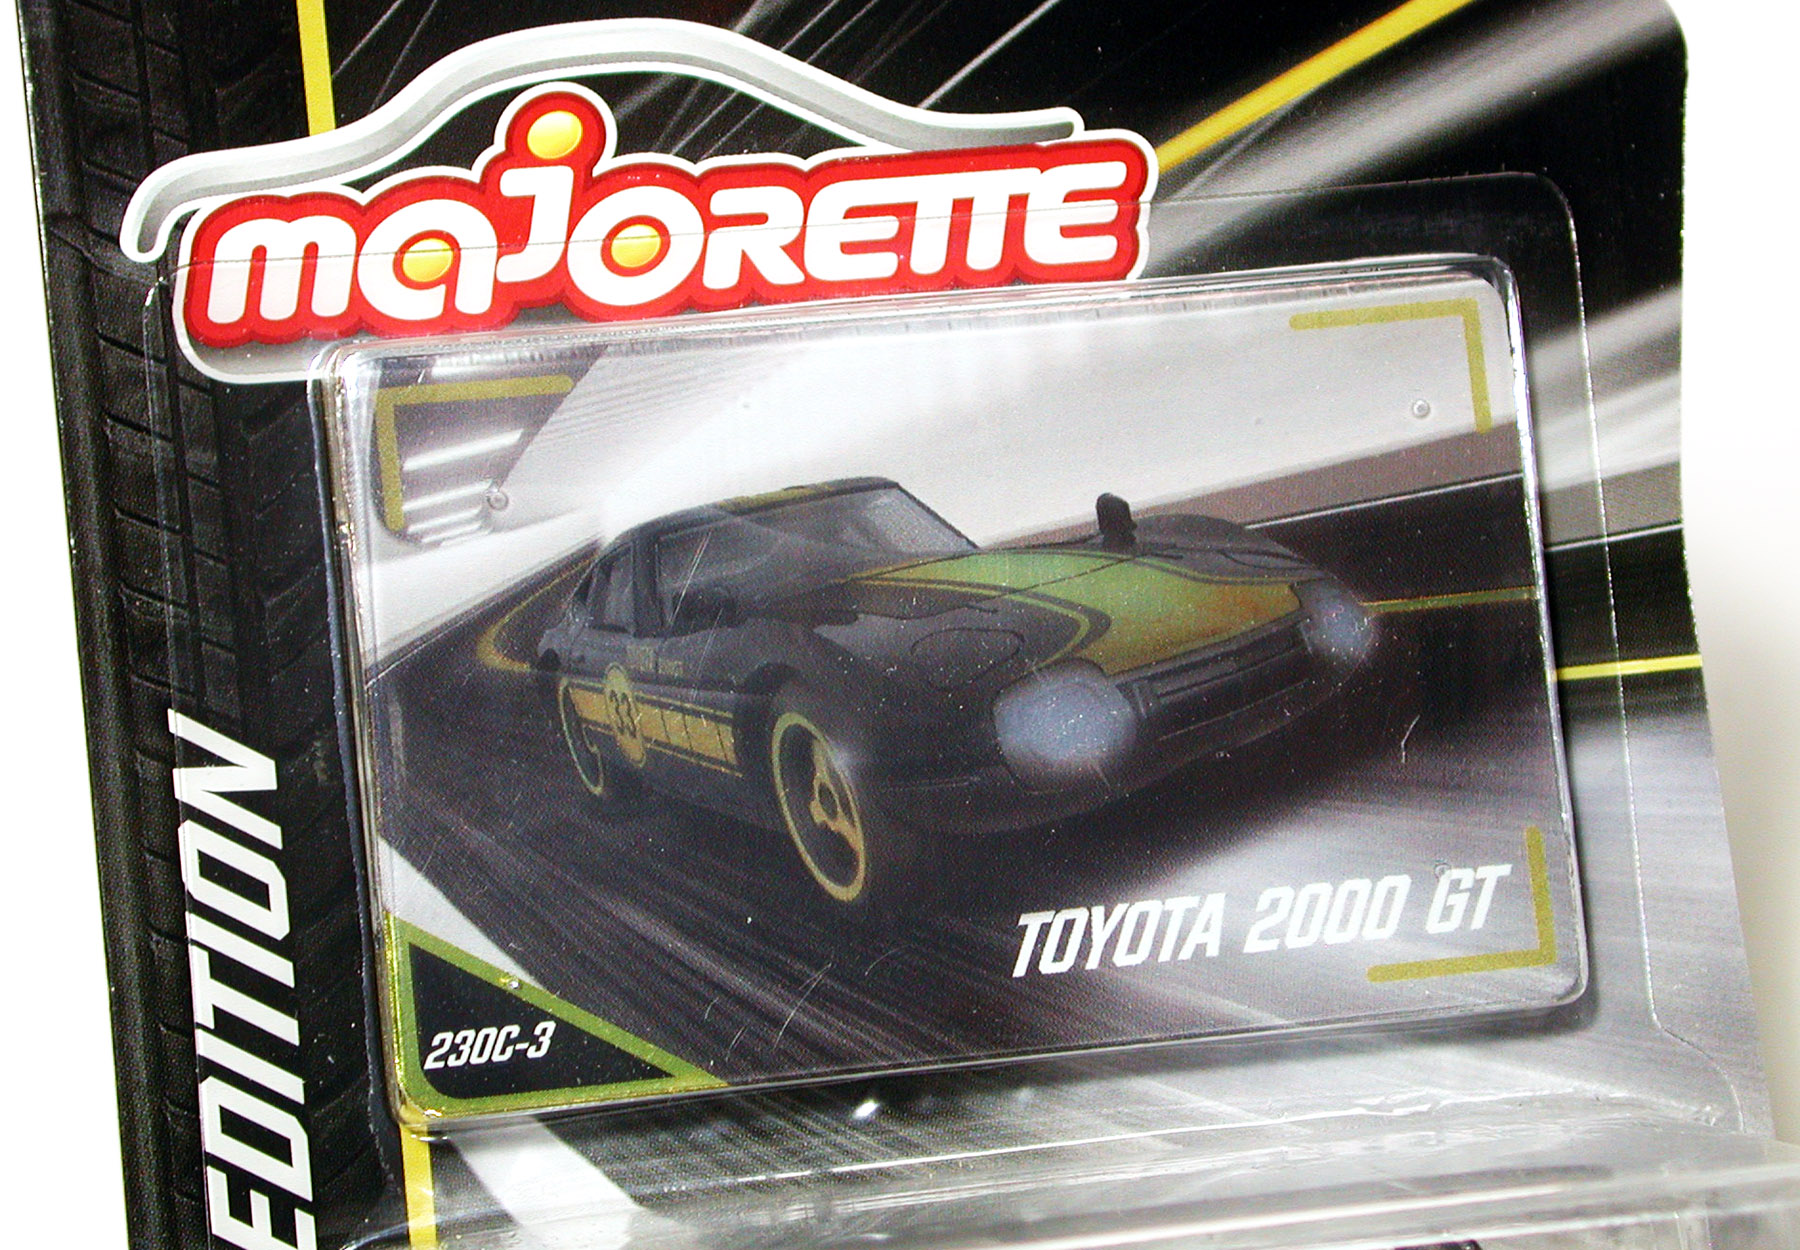 majorette
33
TOYOTA 2000 GT
230C-3
EDITION